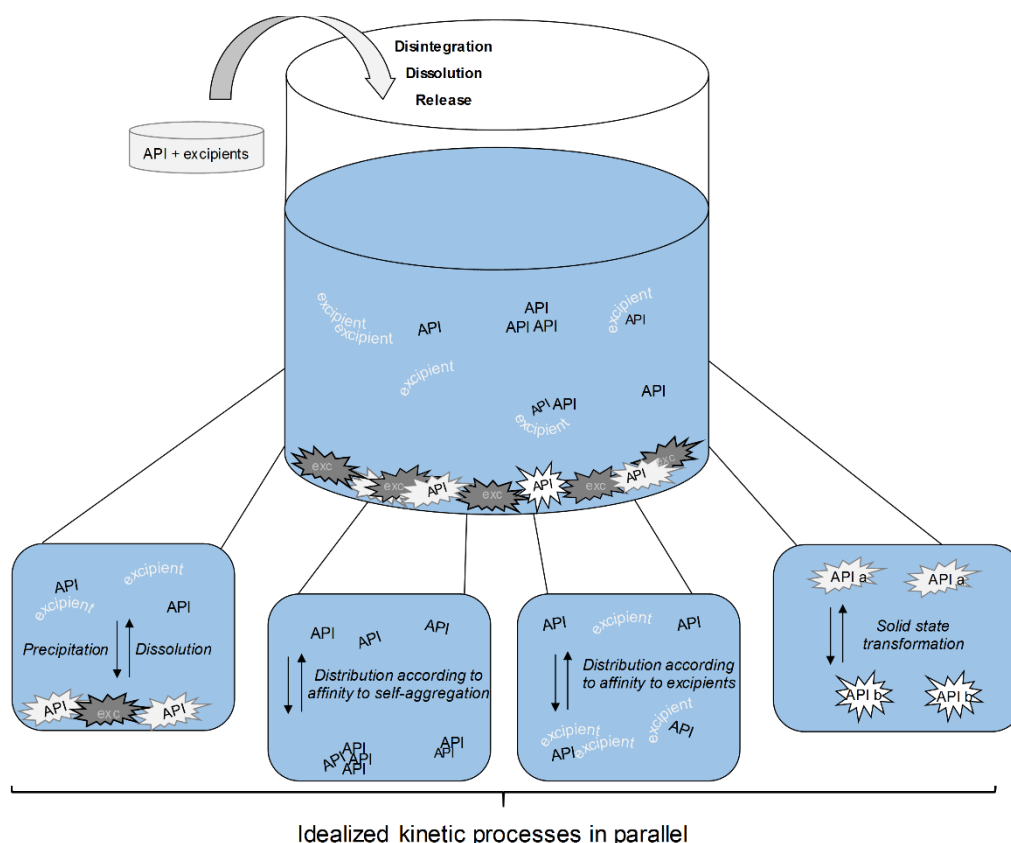 Disintegration
Dissolution
Release
API + excipients
excipient
excipient
API
API
API API
excipient
API
excipient
API API
excipient
API
exc
exc
API
exc
API
exc
API
exc
API
excipient
excipient
API
Precipitation
Dissolution
API
exc
API
API
API
API
Distribution according
to affinity to self-aggregation
API
API
API
API
API
API
API
excipient
API
Distribution according
to affinity to excipients
excipient
excipient
API
excipient
API
API a
API a
Solid state
transformation
API b
API b
Idealized kinetic processes in parallel